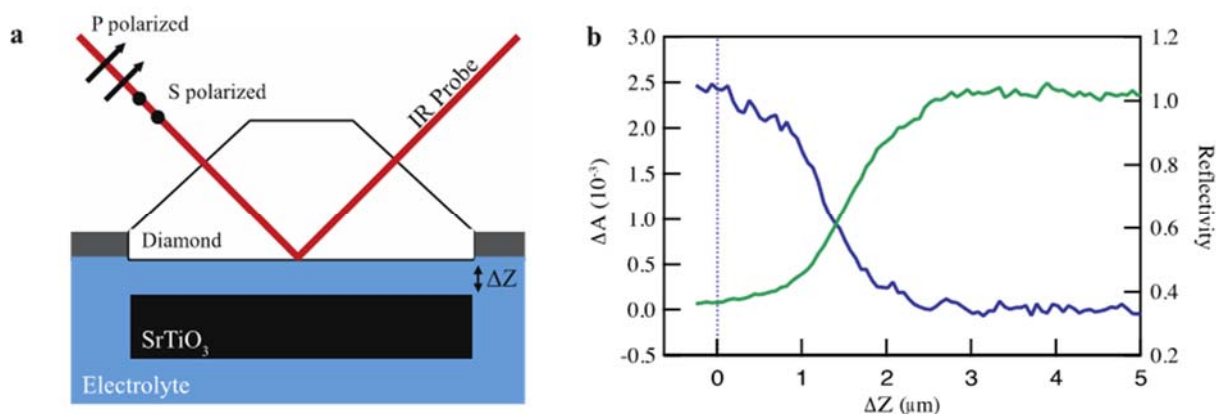 a
P polarized
S polarized
IR Probe
Diamond
ΔZ
SrTiO3
Electrolyte
b
3.0
2.5
2.0
1.5
1.0
0.5
0.0
-0.5
ΔA (10-3)
0
1
2
3
4
5
ΔZ (μm)
1.2
1.0
0.8
0.6
0.4
0.2
Reflectivity